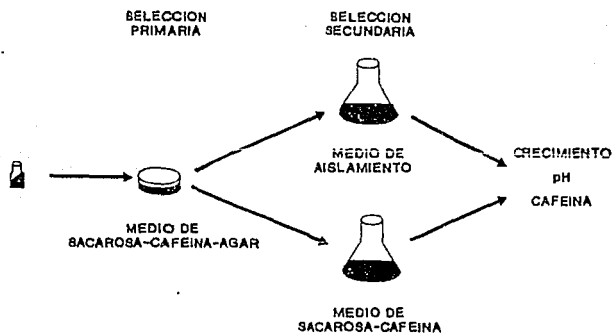 SELECCION
PRIMARIA
SELECCION
SECUNDARIA
MEDIO DE
AISLAMIENTO
CRECIMIENTO
pH
CAFEINA
MEDIO DE
SACAROSA-CAFEINA-AGAR
MEDIO DE
SACAROSA-CAFEINA